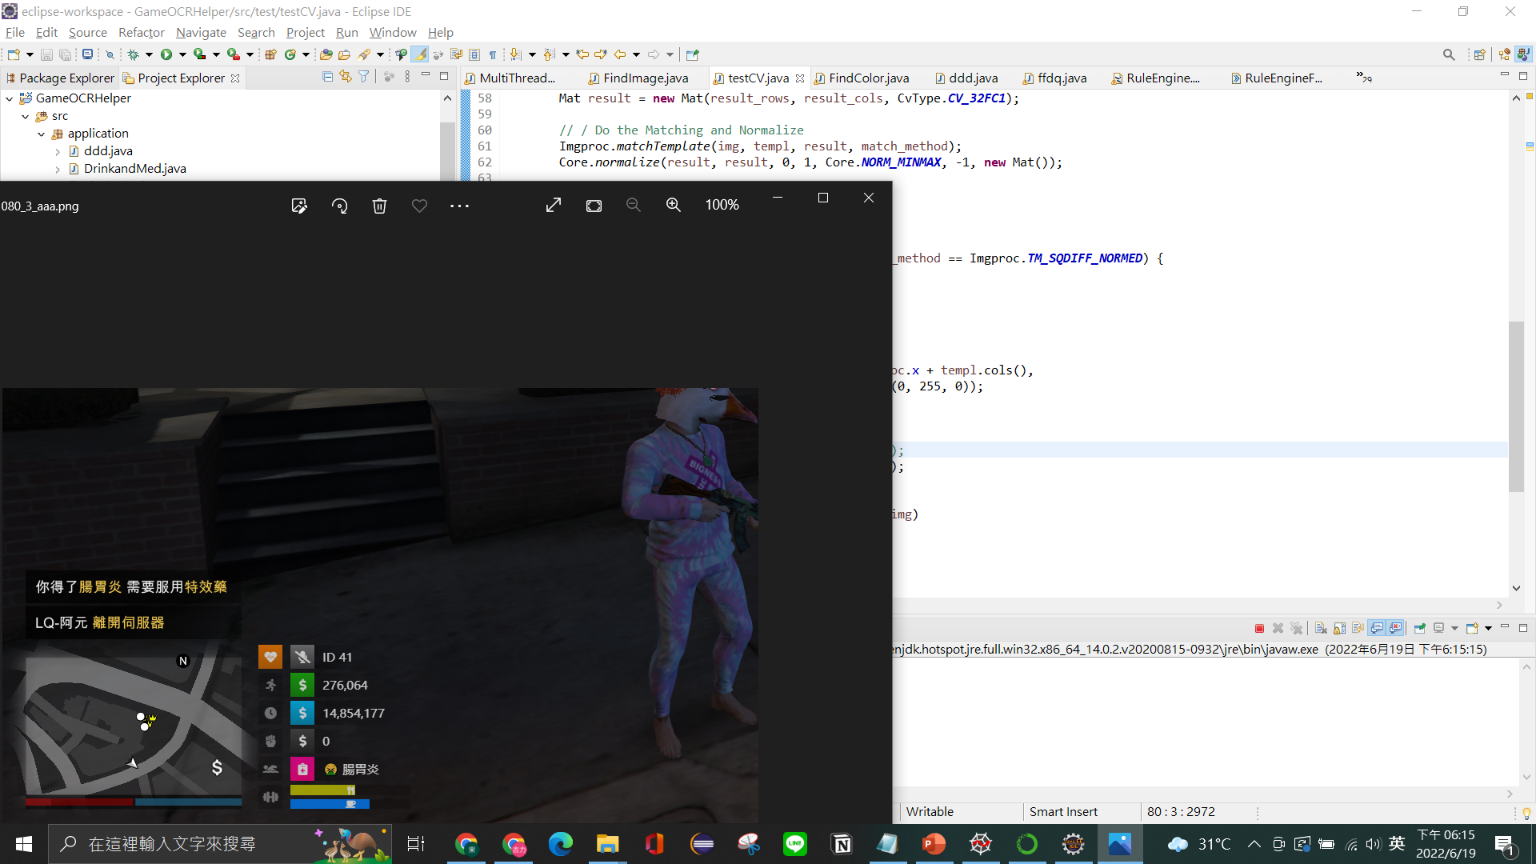 eclipse-workspace - GameOCRHelper/src/test/testCV.java - Eclipse IDE
File Edit Source Refactor Navigate Search Project Run Window Help
Package Explorer Project Explorer
MultiThread... FindImage.java testCV.java FindColor.java ddd.java ffdq.java RuleEngine.... RuleEngineF... 29
GameOCRHelper
src
application
ddd.java
DrinkandMed.java
58 Mat result = new Mat(result_rows, result_cols, CvType.CV_32FC1);
59
60 // / Do the Matching and Normalize
61 Imgproc.matchTemplate(img, templ, result, match_method);
62 Core.normalize(result, result, 0, 1, Core.NORM_MINMAX, -1, new Mat());
63
080_3_aaa.png
100%
_method == Imgproc.TM_SQDIFF_NORMED) {
oc.x + templ.cols(),
(0, 255, 0));
);
);
img)
你得了腸胃炎 需要服用特效藥
LQ-阿元 離開伺服器
N
ID 41
$ 276,064
$ 14,854,177
$ 0
$
腸胃炎
enjdk.hotspot.jre.full.win32.x86_64_14.0.2.v20200815-0932\jre\bin\javaw.exe (2022年6月19日 下午6:15:15)
Writable Smart Insert 80 : 3 : 2972
在這裡輸入文字來搜尋
31°C
英
下午 06:15
2022/6/19
1